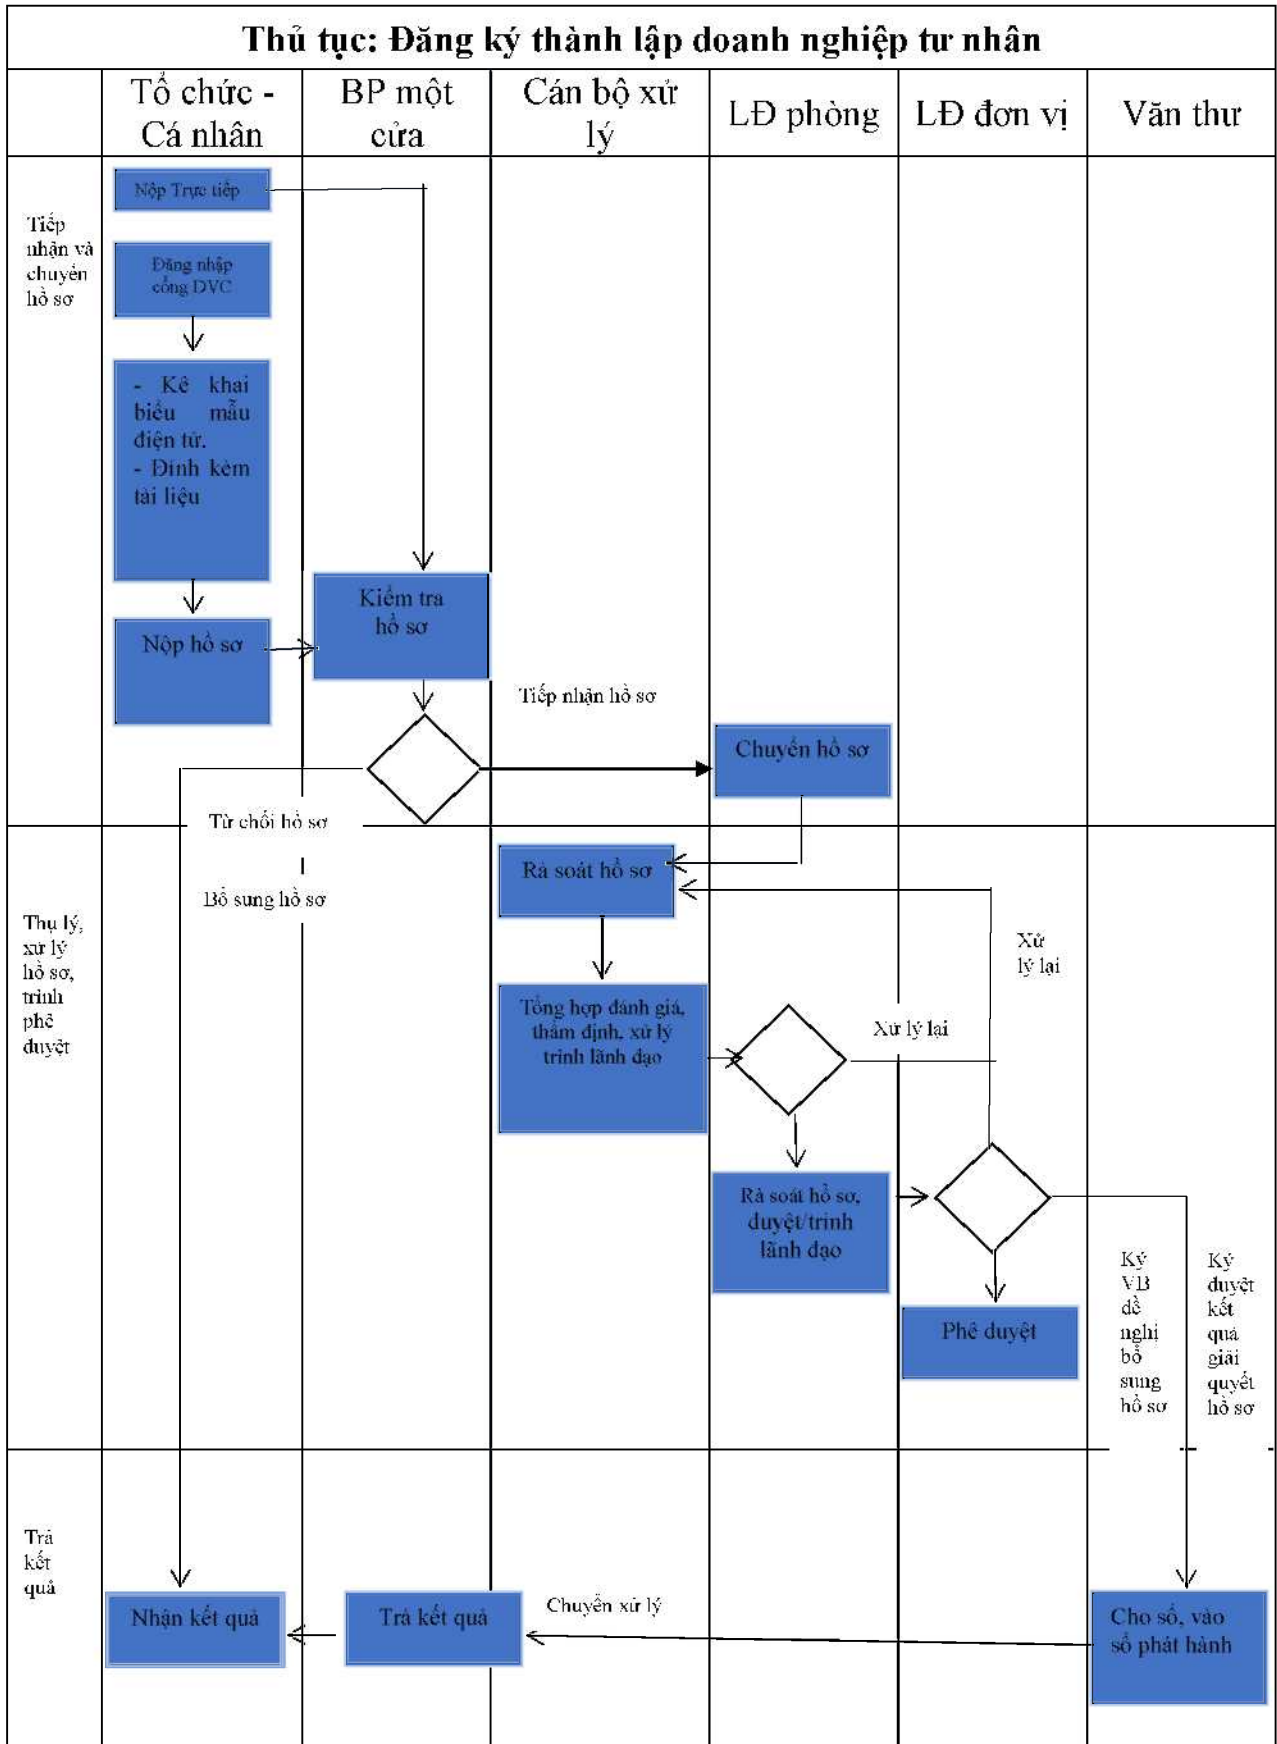 Thủ tục: Đăng ký thành lập doanh nghiệp tư nhân
Tổ chức -
Cá nhân
BP một
cửa
Cán bộ xử
lý
LĐ phòng
LĐ đơn vị
Văn thư
Tiếp
nhận và
chuyển
hồ sơ
Nộp Trực tiếp
Đăng nhập
cổng DVC
- Kê khai
biểu mẫu
điện tử.
- Đính kèm
tài liệu
Nộp hồ sơ
Kiểm tra
hồ sơ
Tiếp nhận hồ sơ
Chuyển hồ sơ
Từ chối hồ sơ
Bổ sung hồ sơ
Thụ lý,
xử lý
hồ sơ,
trình
phê
duyệt
Rà soát hồ sơ
Tổng hợp đánh giá,
thẩm định, xử lý
trình lãnh đạo
Xử lý lại
Xử
lý lại
Rà soát hồ sơ,
duyệt/trình
lãnh đạo
Phê duyệt
Ký
VB
đề
nghị
bổ
sung
hồ sơ
Ký
duyệt
kết
quả
giải
quyết
hồ sơ
Trả
kết
quả
Nhận kết quả
Trả kết quả
Chuyển xử lý
Cho số, vào
sổ phát hành